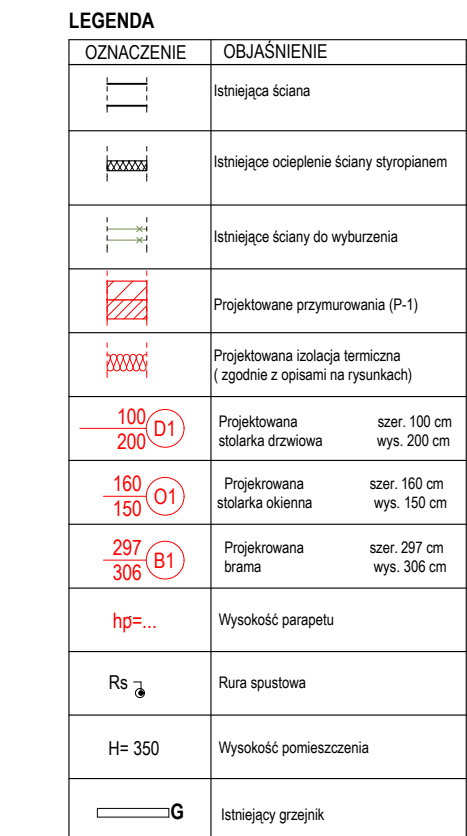 LEGENDA
OZNACZENIE OBJAŚNIENIE
Istniejąca ściana
Istniejące ocieplenie ściany styropianem
Istniejące ściany do wyburzenia
Projektowane przymurowania (P-1)
Projektowana izolacja termiczna
( zgodnie z opisami na rysunkach)
100 D1 Projektowana szer. 100 cm
200 stolarka drzwiowa wys. 200 cm
160 O1 Projekrowana szer. 160 cm
150 stolarka okienna wys. 150 cm
297 B1 Projekrowana szer. 297 cm
306 brama wys. 306 cm
hp=... Wysokość parapetu
Rs Rura spustowa
H= 350 Wysokość pomieszczenia
G Istniejący grzejnik